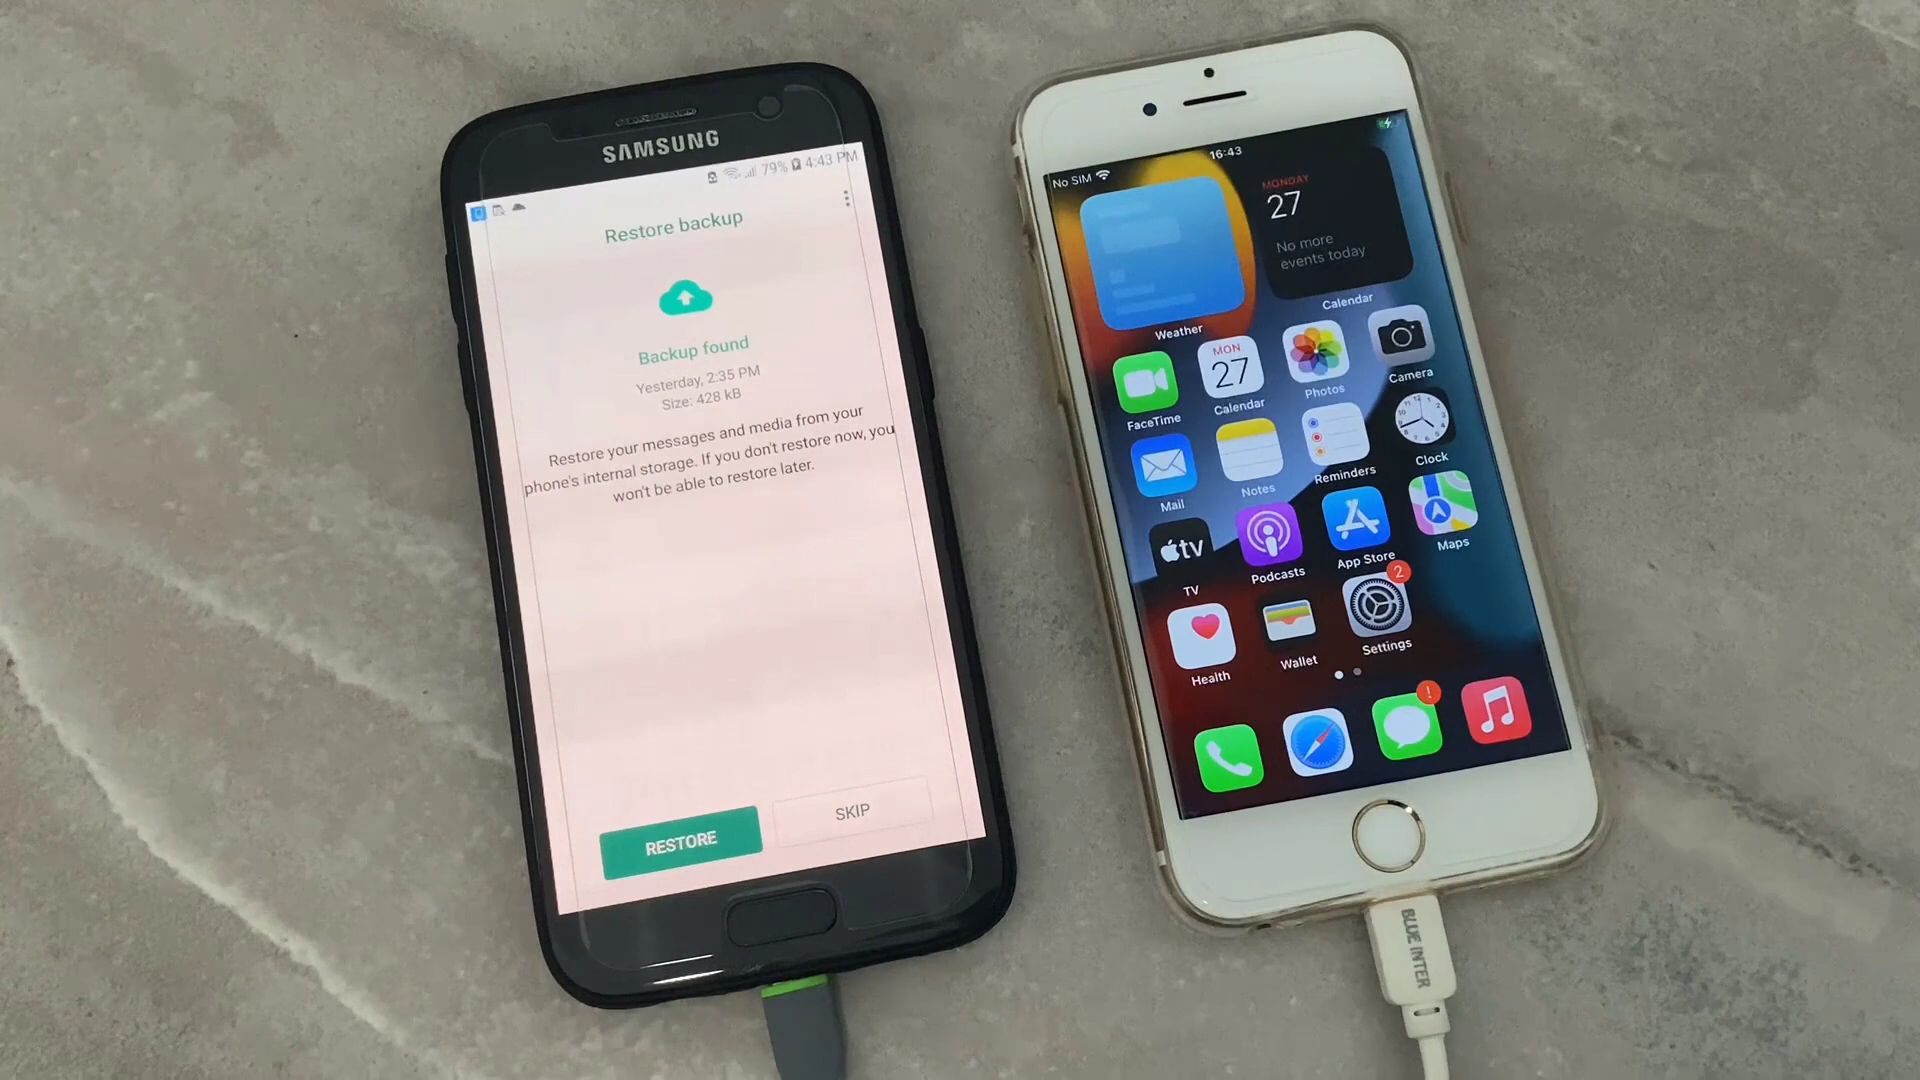 SAMSUNG
79% 4:43 PM
Restore backup
Backup found
Yesterday, 2:35 PM
Size: 428 kB
Restore your messages and media from your
phone's internal storage. If you don't restore now, you
won't be able to restore later.
RESTORE
SKIP
No SIM
16:43
MONDAY
27
No more
events today
Weather
Calendar
MON
27
FaceTime
Calendar
Photos
Camera
Mail
Notes
Reminders
Clock
tv
TV
Podcasts
App Store
Maps
2
Health
Wallet
Settings
!
BLUE INTER